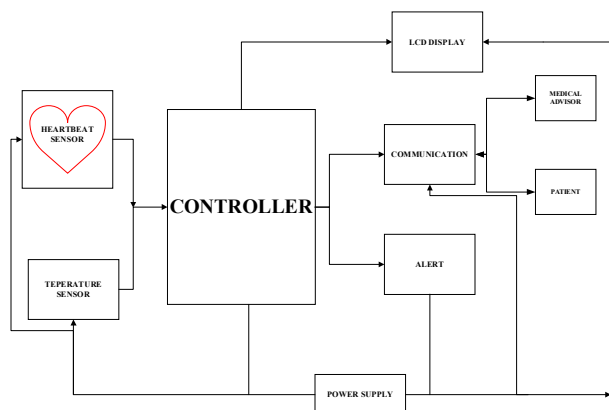 LCD DISPLAY
MEDICAL
ADVISOR
HEARTBEAT
SENSOR
COMMUNICATION
CONTROLLER
PATIENT
TEPERATURE
SENSOR
ALERT
POWER SUPPLY